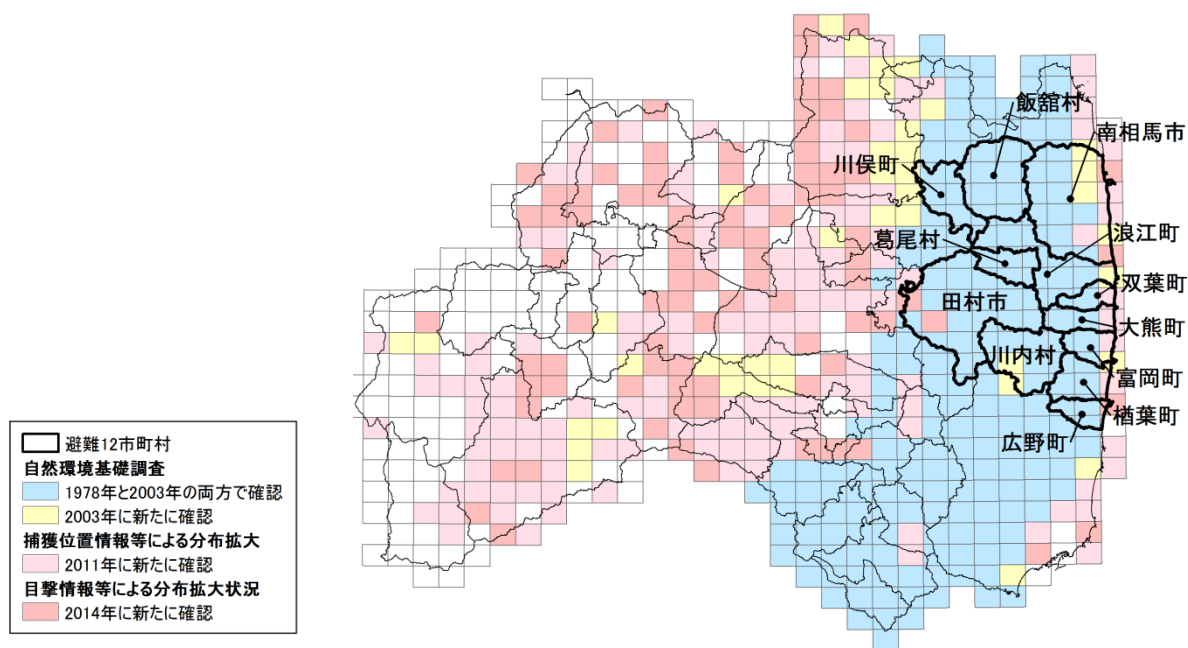 飯舘村
南相馬市
川俣町
浪江町
葛尾村
双葉町
田村市
大熊町
川内村
富岡町
楢葉町
広野町
避難12市町村
自然環境基礎調査
1978年と2003年の両方で確認
2003年に新たに確認
捕獲位置情報等による分布拡大
2011年に新たに確認
目撃情報等による分布拡大状況
2014年に新たに確認